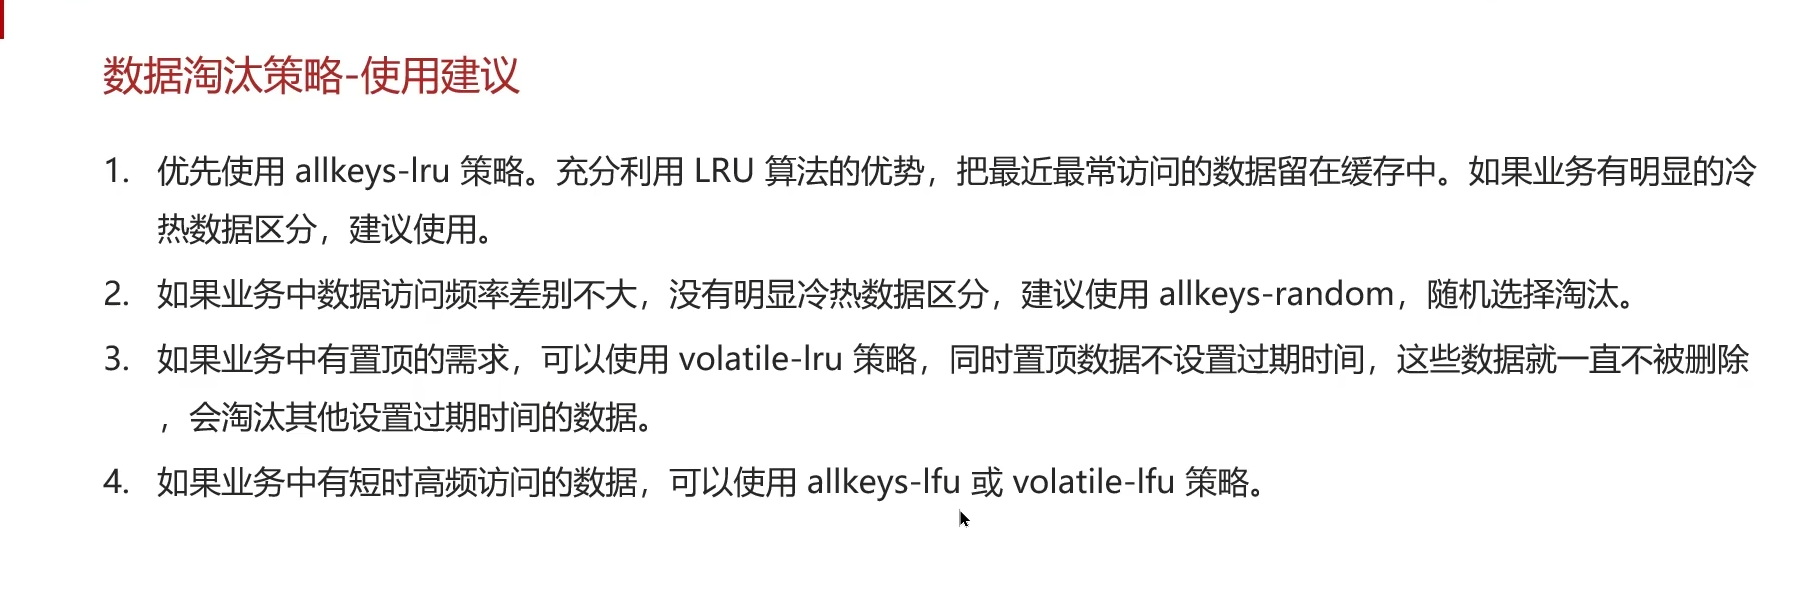 数据淘汰策略-使用建议
1. 优先使用 allkeys-lru 策略。充分利用 LRU 算法的优势，把最近最常访问的数据留在缓存中。如果业务有明显的冷
热数据区分，建议使用。
2. 如果业务中数据访问频率差别不大，没有明显冷热数据区分，建议使用 allkeys-random，随机选择淘汰。
3. 如果业务中有置顶的需求，可以使用 volatile-lru 策略，同时置顶数据不设置过期时间，这些数据就一直不被删除
，会淘汰其他设置过期时间的数据。
4. 如果业务中有短时高频访问的数据，可以使用 allkeys-lfu 或 volatile-lfu 策略。